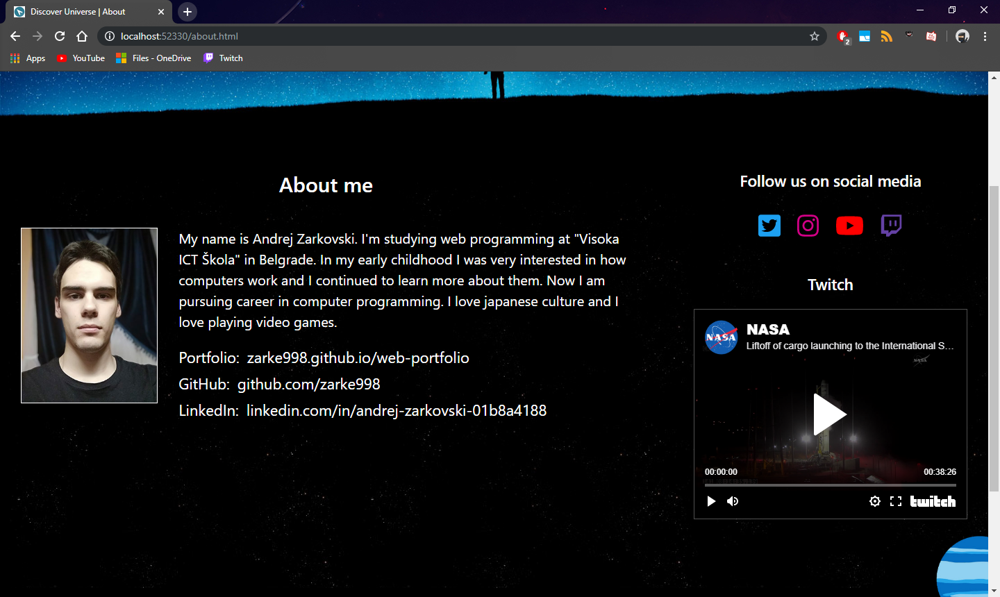 Discover Universe | About
localhost:52330/about.html
2
Apps
YouTube
Files - OneDrive
Twitch
About me
My name is Andrej Zarkovski. I'm studying web programming at "Visoka
ICT Škola" in Belgrade. In my early childhood I was very interested in how
computers work and I continued to learn more about them. Now I am
pursuing career in computer programming. I love japanese culture and I
love playing video games.
Portfolio: zarke998.github.io/web-portfolio
GitHub: github.com/zarke998
LinkedIn: linkedin.com/in/andrej-zarkovski-01b8a4188
Follow us on social media
Twitch
NASA
NASA
Liftoff of cargo launching to the International S...
NASA
00:00:00
00:38:26
twitch